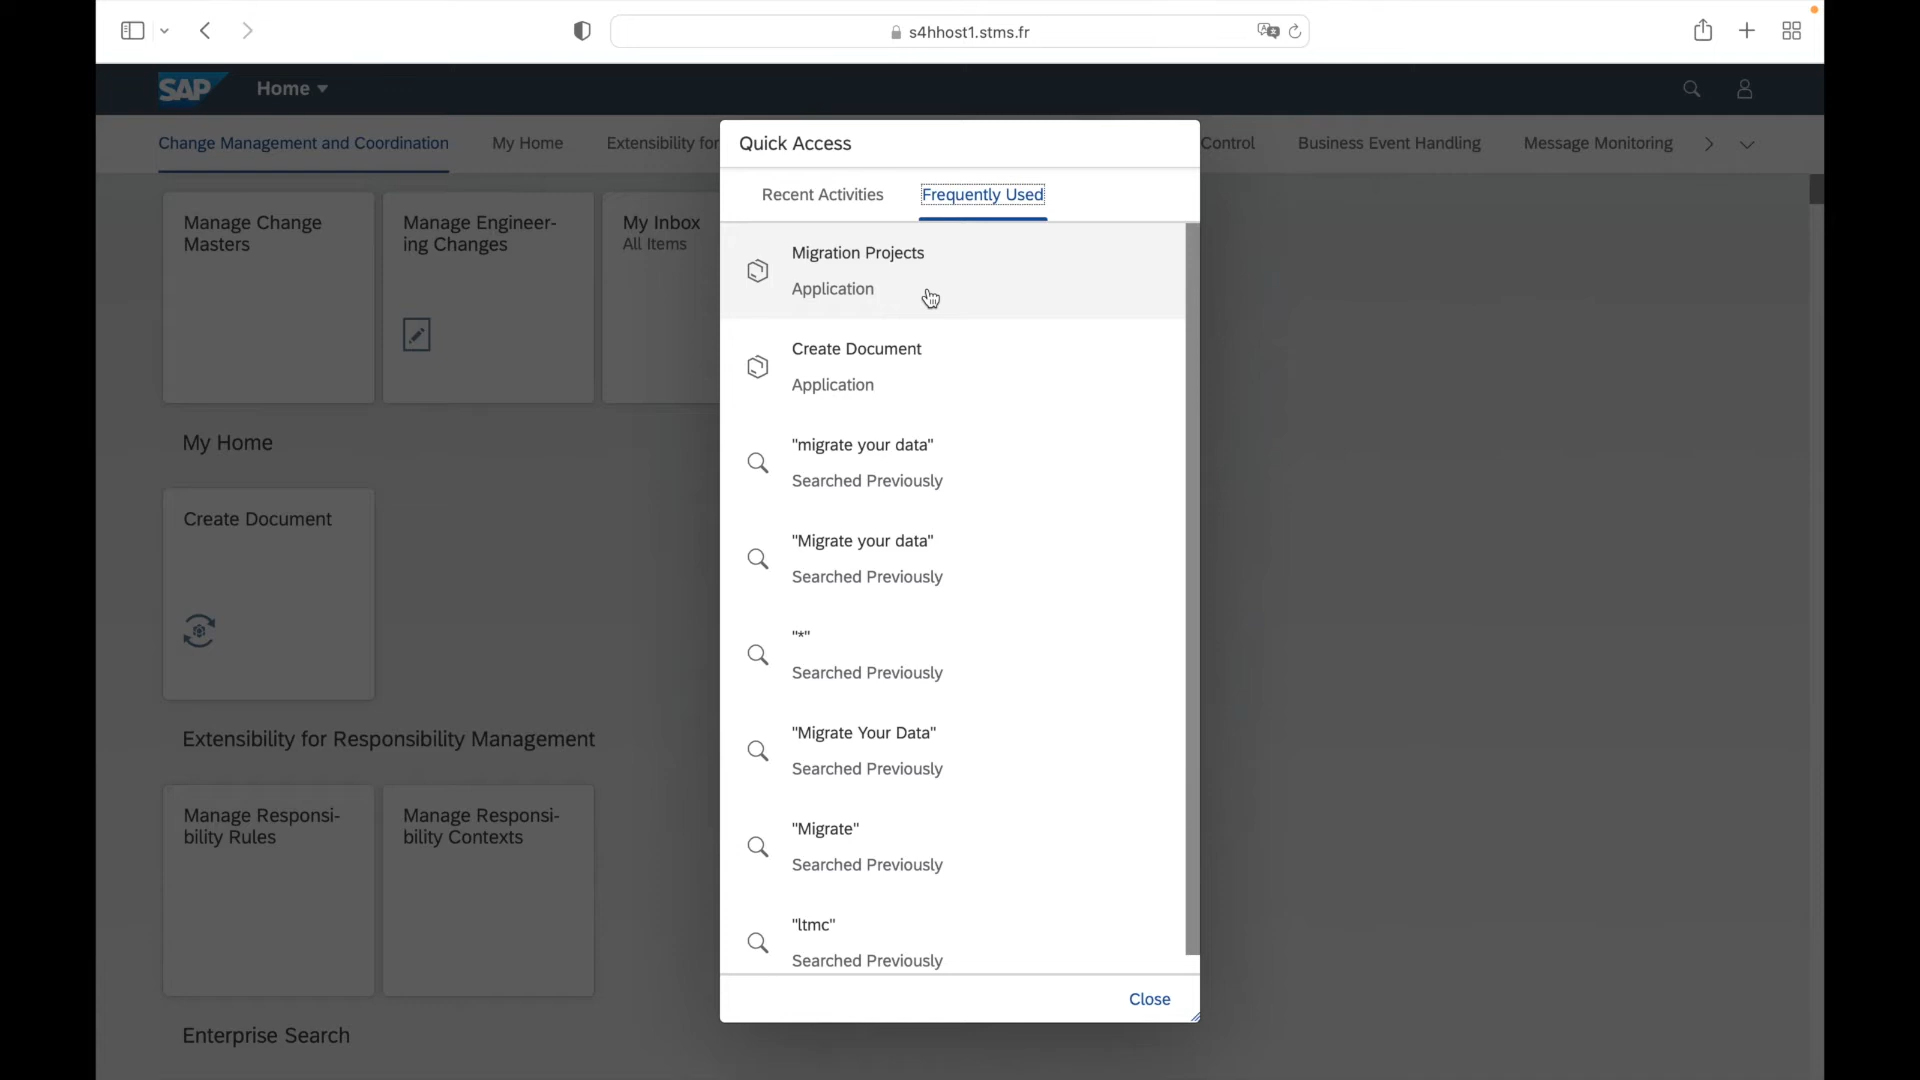 s4hhost1.stms.fr
SAP
Home
Change Management and Coordination
My Home
Extensibility for
Control
Business Event Handling
Message Monitoring
Manage Change
Masters
Manage Engineer-
ing Changes
My Inbox
All Items
My Home
Create Document
Extensibility for Responsibility Management
Manage Responsi-
bility Rules
Manage Responsi-
bility Contexts
Enterprise Search
Quick Access
Recent Activities
Frequently Used
Migration Projects
Application
Create Document
Application
"migrate your data"
Searched Previously
"Migrate your data"
Searched Previously
"*"
Searched Previously
"Migrate Your Data"
Searched Previously
"Migrate"
Searched Previously
"ltmc"
Searched Previously
Close